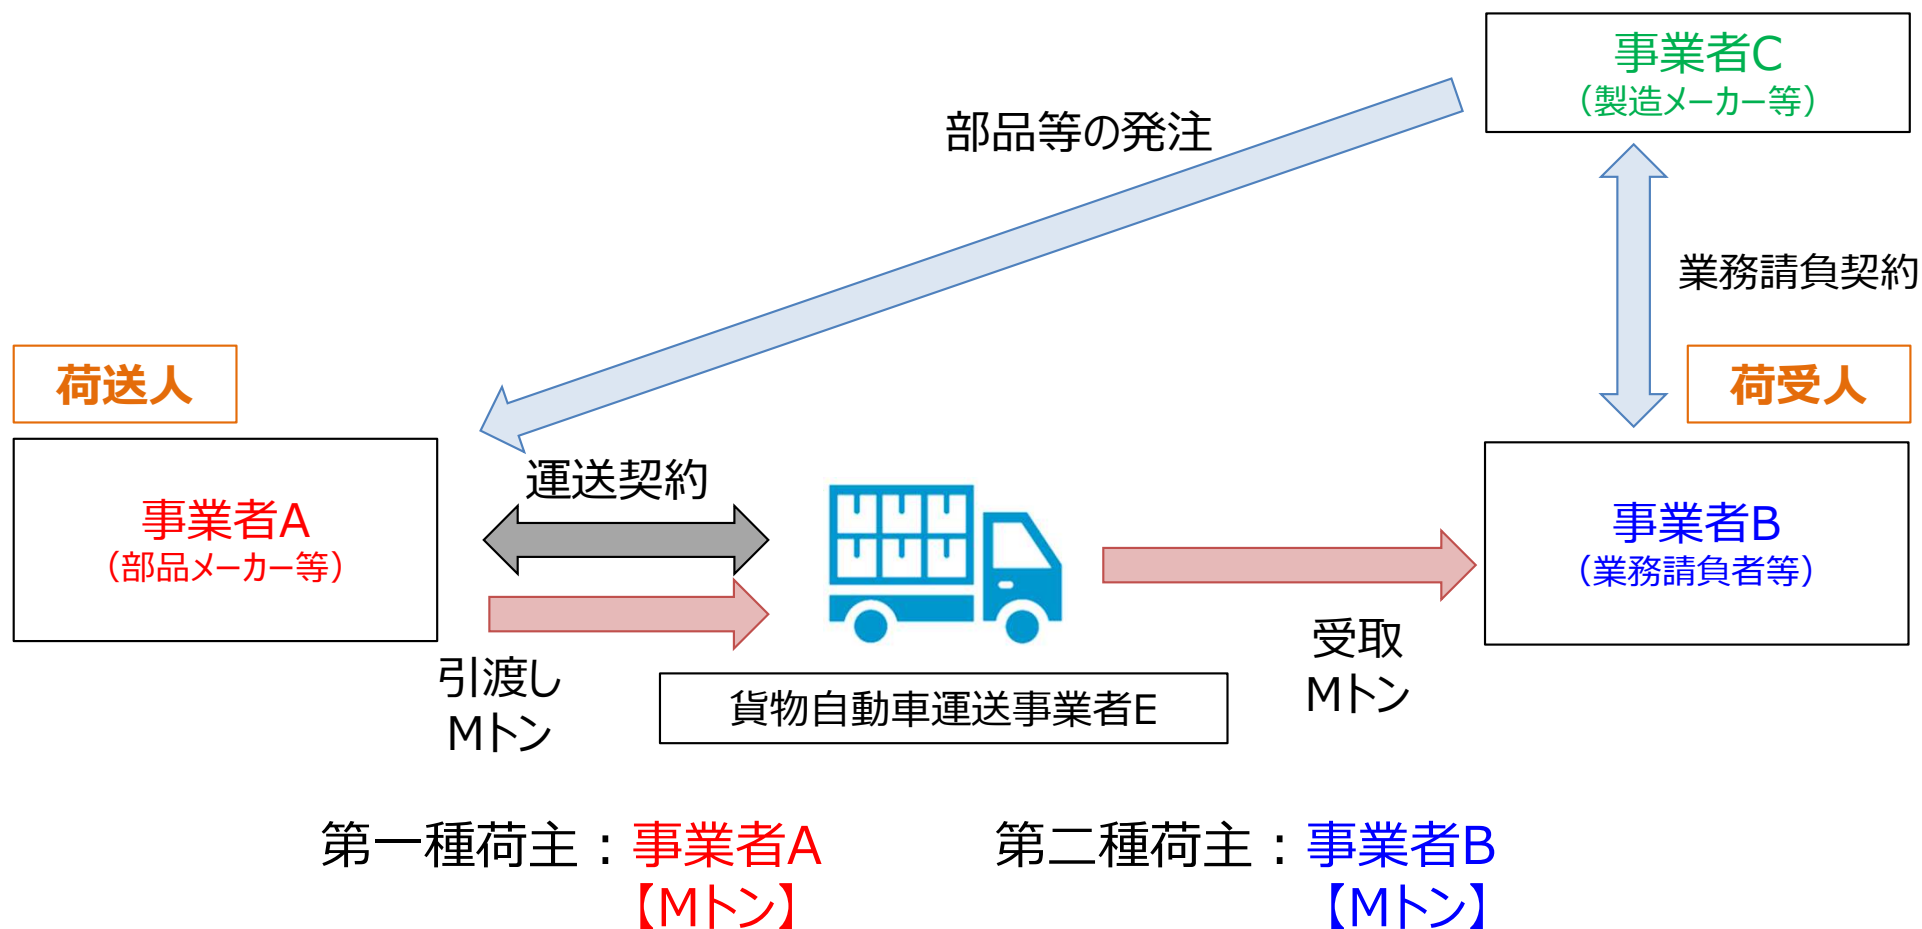 事業者C
（製造メーカー等）
部品等の発注
業務請負契約
荷送人
荷受人
事業者A
（部品メーカー等）
運送契約
事業者B
（業務請負者等）
引渡し
Mトン
受取
Mトン
貨物自動車運送事業者E
第一種荷主：事業者A
【Mトン】
第二種荷主：事業者B
【Mトン】